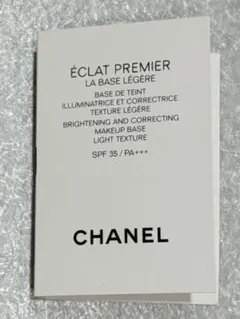 ÉCLAT PREMIER
LA BASE LÉGÈRE
BASE DE TEINT
ILLUMINATRICE ET CORRECTRICE
TEXTURE LÉGÈRE
BRIGHTENING AND CORRECTING
MAKEUP BASE
LIGHT TEXTURE
SPF 35 / PA+++
CHANEL